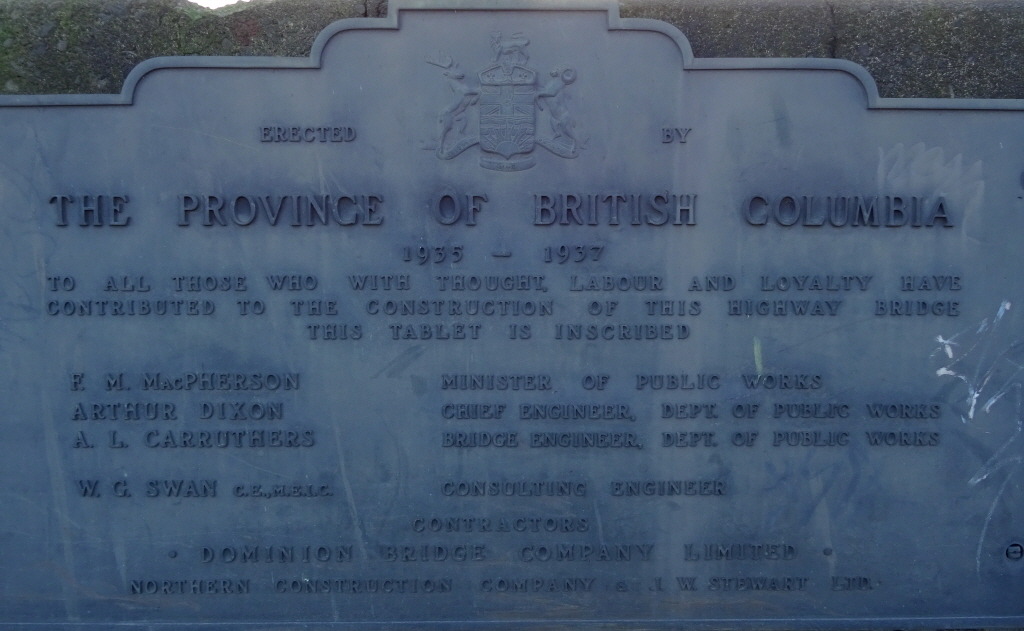 ERECTED BY
THE PROVINCE OF BRITISH COLUMBIA
1935 – 1937
TO ALL THOSE WHO WITH THOUGHT, LABOUR AND LOYALTY HAVE
CONTRIBUTED TO THE CONSTRUCTION OF THIS HIGHWAY BRIDGE
THIS TABLET IS INSCRIBED
F. M. MacPHERSON MINISTER OF PUBLIC WORKS
ARTHUR DIXON CHIEF ENGINEER, DEPT. OF PUBLIC WORKS
A. L. CARRUTHERS BRIDGE ENGINEER, DEPT. OF PUBLIC WORKS
W. G. SWAN C.E., M.E.I.C. CONSULTING ENGINEER
CONTRACTORS
• DOMINION BRIDGE COMPANY LIMITED •
NORTHERN CONSTRUCTION COMPANY & J. W. STEWART LTD.